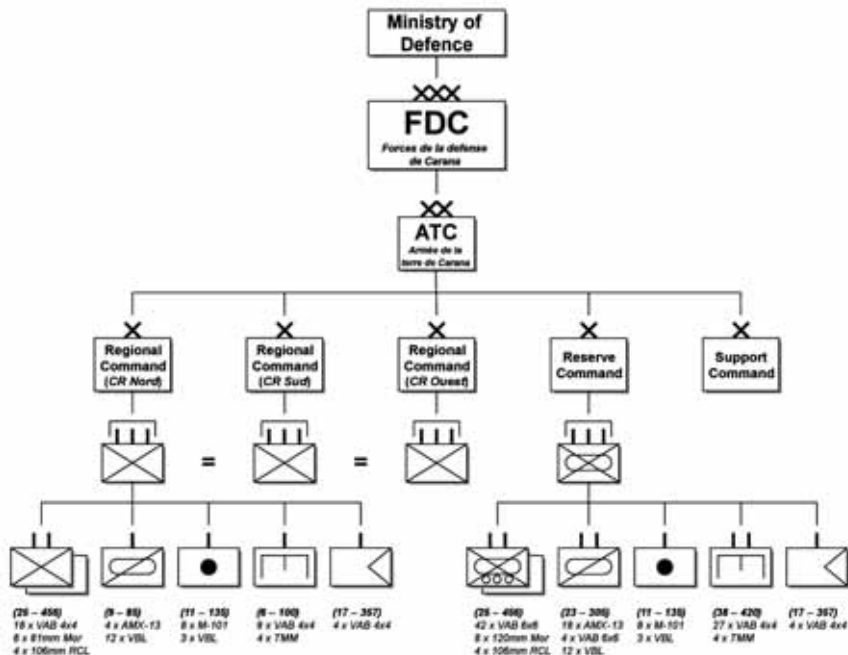 Ministry of
Defence
FDC
Forces de la defense
de Carana
ATC
Armée de la
terre de Carana
Regional
Command
(CR Nord)
Regional
Command
(CR Sud)
Regional
Command
(CR Ouest)
Reserve
Command
Support
Command
=
=
(25 – 456)
18 x VAB 4x4
6 x 81mm Mor
4 x 106mm RCL
(5 – 85)
4 x AMX-13
12 x VBL
(11 – 135)
8 x M-101
3 x VBL
(6 – 100)
9 x VAB 4x4
4 x TMM
(17 – 357)
4 x VAB 4x4
(25 – 456)
42 x VAB 6x6
8 x 120mm Mor
4 x 106mm RCL
(23 – 305)
18 x AMX-13
4 x VAB 6x6
12 x VBL
(11 – 135)
8 x M-101
3 x VBL
(38 – 420)
27 x VAB 4x4
4 x TMM
(17 – 357)
4 x VAB 4x4